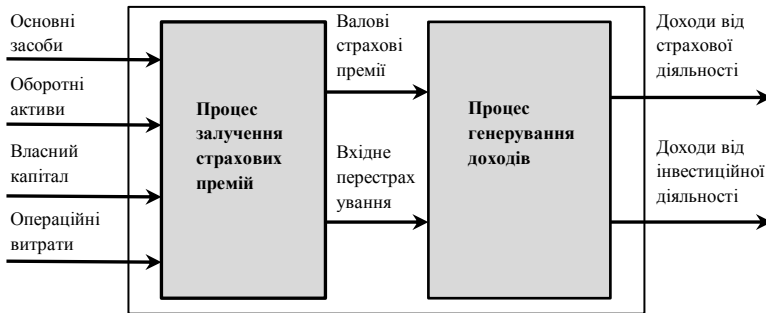 Основні
засоби
Оборотні
активи
Власний
капітал
Операційні
витрати
Процес
залучення
страхових
премій
Валові
страхові
премії
Вхідне
перестрах
ування
Процес
генерування
доходів
Доходи від
страхової
діяльності
Доходи від
інвестиційної
діяльності